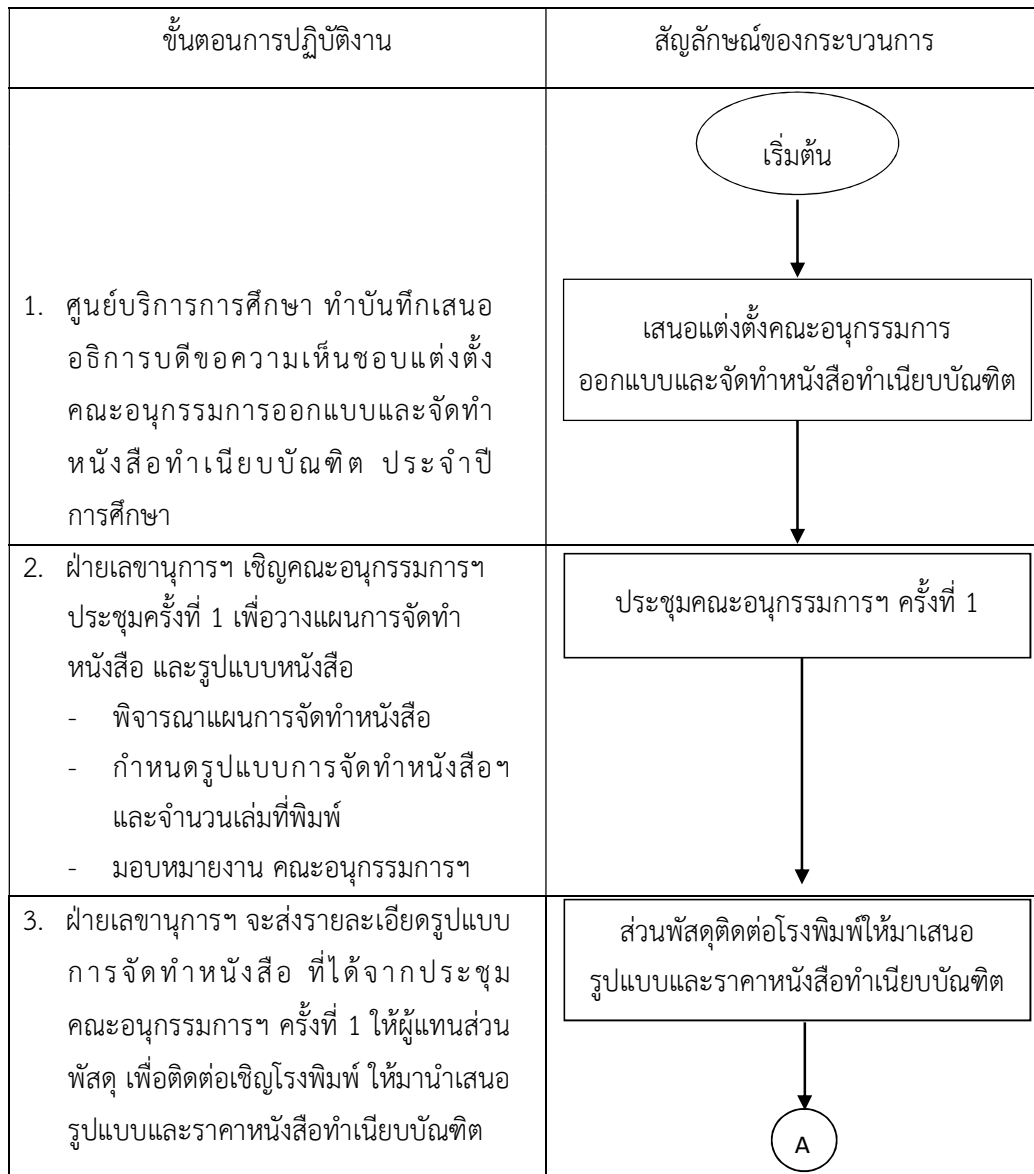 ขั้นตอนการปฏิบัติงาน
สัญลักษณ์ของกระบวนการ
เริ่มต้น
1. ศูนย์บริการการศึกษา ทำบันทึกเสนอ
อธิการบดีขอความเห็นชอบแต่งตั้ง
คณะอนุกรรมการออกแบบและจัดทำ
หนังสือทำเนียบบัณฑิต ประจำปี
การศึกษา
เสนอแต่งตั้งคณะอนุกรรมการ
ออกแบบและจัดทำหนังสือทำเนียบบัณฑิต
2. ฝ่ายเลขานุการฯ เชิญคณะอนุกรรมการฯ
ประชุมครั้งที่ 1 เพื่อวางแผนการจัดทำ
หนังสือ และรูปแบบหนังสือ
- พิจารณาแผนการจัดทำหนังสือ
- กำหนดรูปแบบการจัดทำหนังสือฯ
และจำนวนเล่มที่พิมพ์
- มอบหมายงาน คณะอนุกรรมการฯ
ประชุมคณะอนุกรรมการฯ ครั้งที่ 1
3. ฝ่ายเลขานุการฯ จะส่งรายละเอียดรูปแบบ
การจัดทำหนังสือ ที่ได้จากประชุม
คณะอนุกรรมการฯ ครั้งที่ 1 ให้ผู้แทนส่วน
พัสดุ เพื่อติดต่อเชิญโรงพิมพ์ ให้มานำเสนอ
รูปแบบและราคาหนังสือทำเนียบบัณฑิต
ส่วนพัสดุติดต่อโรงพิมพ์ให้มาเสนอ
รูปแบบและราคาหนังสือทำเนียบบัณฑิต
A